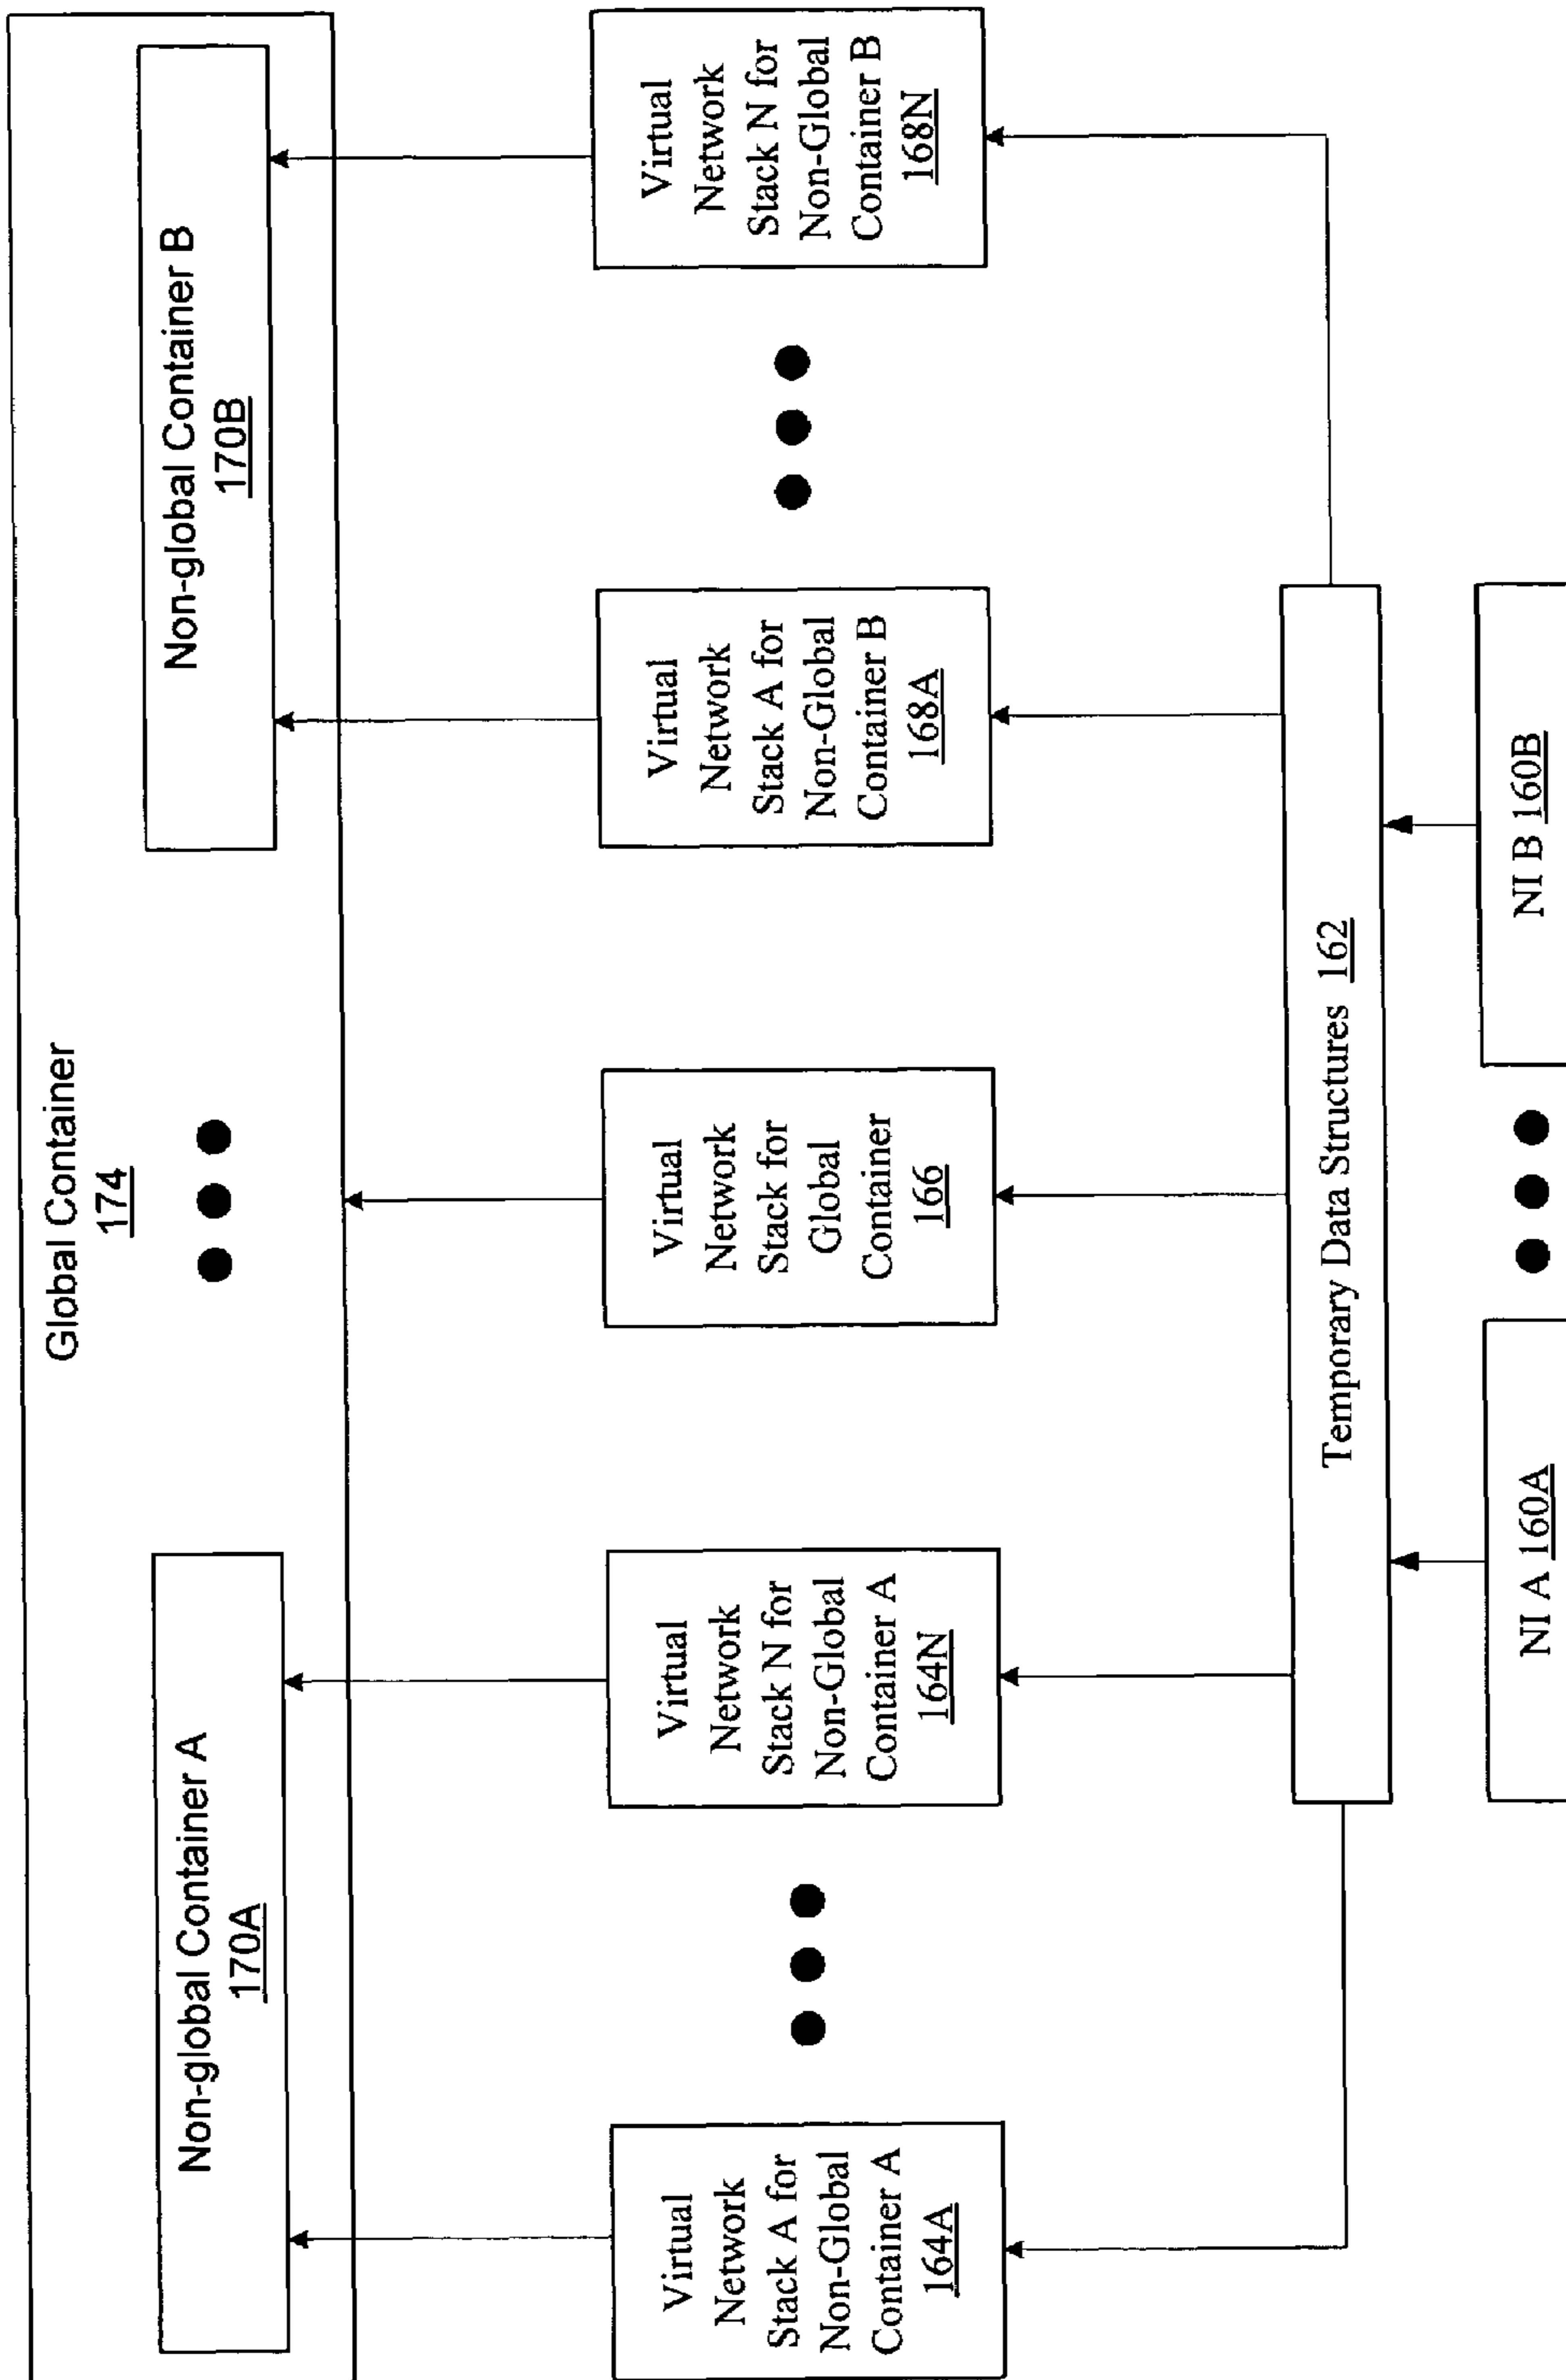 Global Container
174
Non-global Container A
170A
Non-global Container B
170B
Virtual
Network
Stack A for
Non-Global
Container A
164A
Virtual
Network
Stack N for
Non-Global
Container A
164N
Virtual
Network
Stack for
Global
Container
166
Virtual
Network
Stack A for
Non-Global
Container B
168A
Virtual
Network
Stack N for
Non-Global
Container B
168N
Temporary Data Structures 162
NI A 160A
NI B 160B